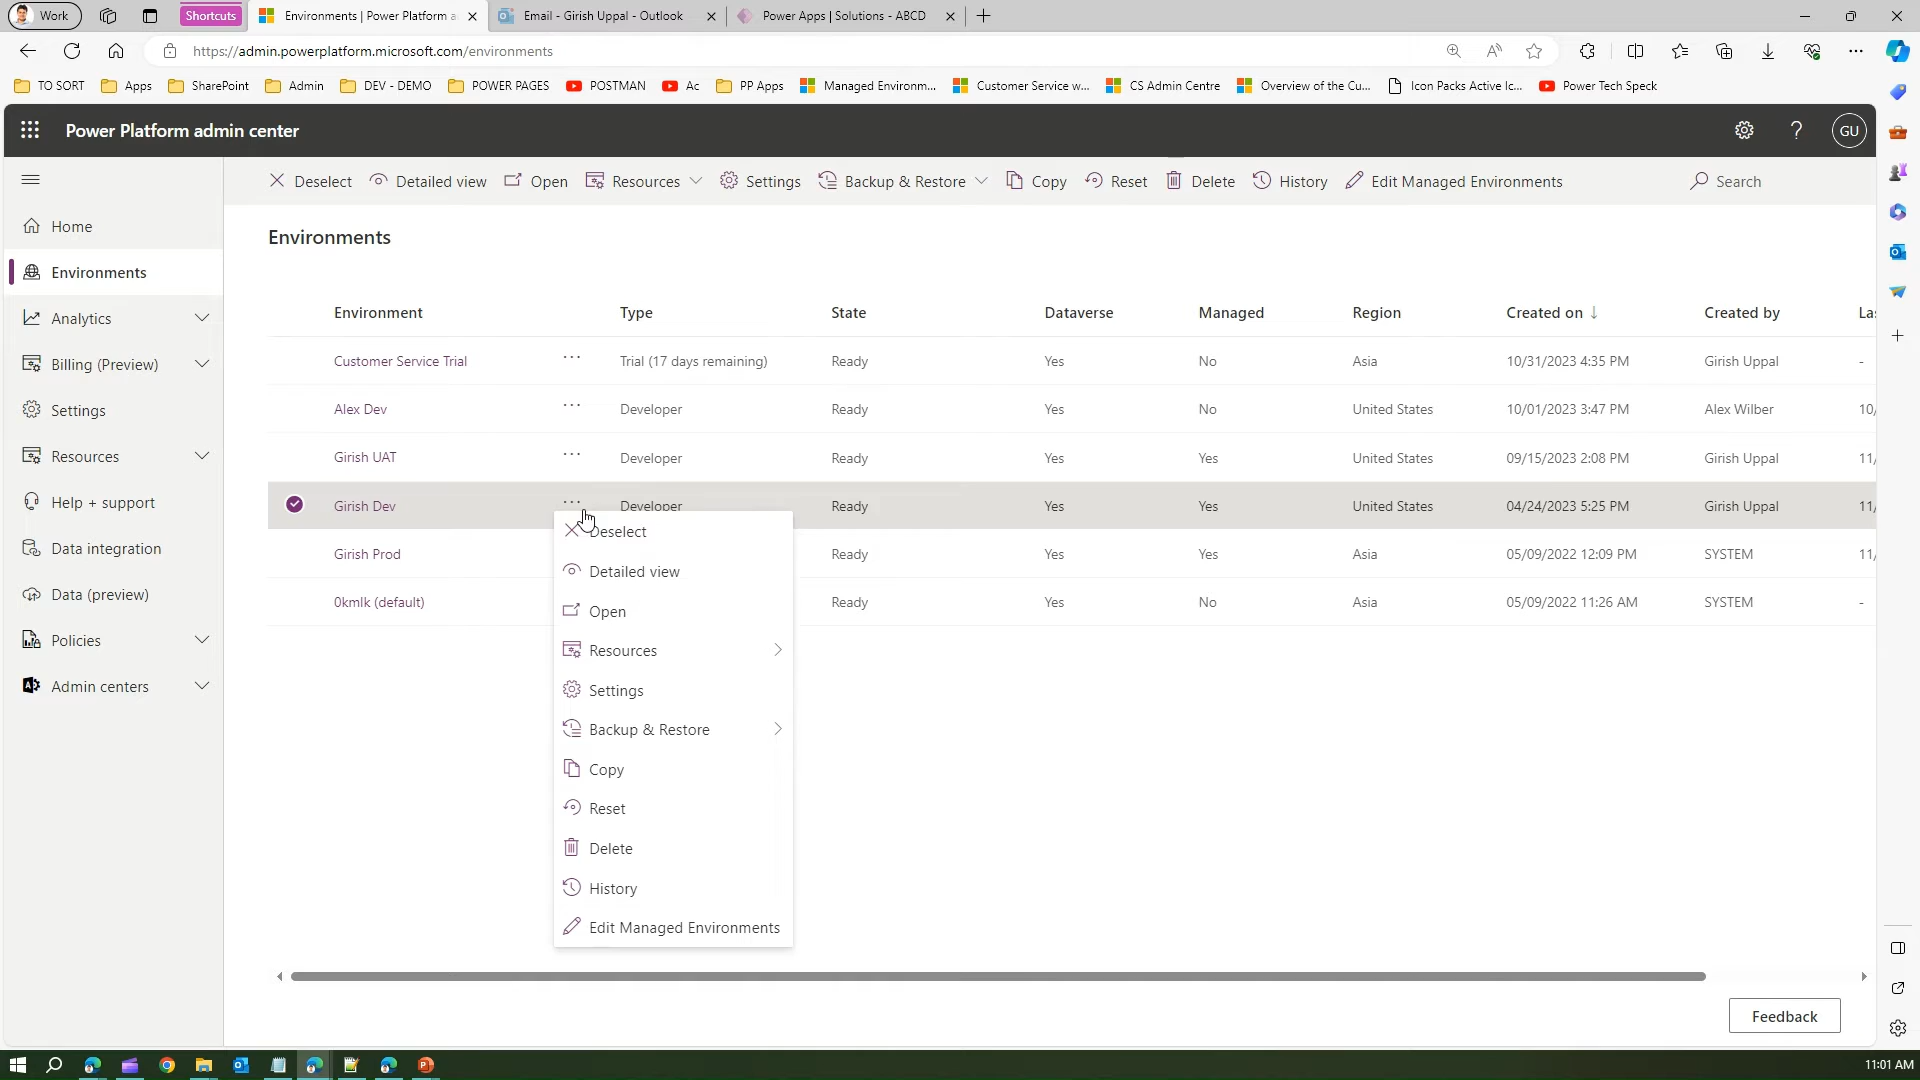 Work
Shortcuts
Environments | Power Platform a
Email - Girish Uppal - Outlook
Power Apps | Solutions - ABCD
https://admin.powerplatform.microsoft.com/environments
TO SORT
Apps
SharePoint
Admin
DEV - DEMO
POWER PAGES
POSTMAN
Ac
PP Apps
Managed Environm...
Customer Service w...
CS Admin Centre
Overview of the Cu...
Icon Packs Active Ic...
Power Tech Speck
Power Platform admin center
GU
Deselect
Detailed view
Open
Resources
Settings
Backup & Restore
Copy
Reset
Delete
History
Edit Managed Environments
Search
Home
Environments
Analytics
Billing (Preview)
Settings
Resources
Help + support
Data integration
Data (preview)
Policies
Admin centers
Environments
Environment Type State Dataverse Managed Region Created on ↓ Created by Las
Customer Service Trial ... Trial (17 days remaining) Ready Yes No Asia 10/31/2023 4:35 PM Girish Uppal -
Alex Dev ... Developer Ready Yes No United States 10/01/2023 3:47 PM Alex Wilber 10/
Girish UAT ... Developer Ready Yes Yes United States 09/15/2023 2:08 PM Girish Uppal 11/
Girish Dev ... Developer Ready Yes Yes United States 04/24/2023 5:25 PM Girish Uppal 11/
Girish Prod Ready Yes Yes Asia 05/09/2022 12:09 PM SYSTEM 11/
0kmlk (default) Ready Yes No Asia 05/09/2022 11:26 AM SYSTEM -
Deselect
Detailed view
Open
Resources
Settings
Backup & Restore
Copy
Reset
Delete
History
Edit Managed Environments
Feedback
11:01 AM